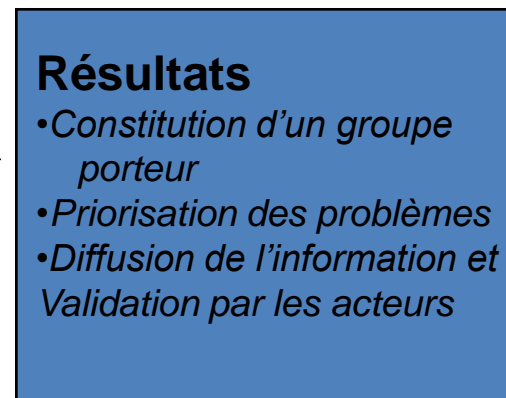 Résultats
•Constitution d’un groupe
porteur
•Priorisation des problèmes
•Diffusion de l’information et
Validation par les acteurs